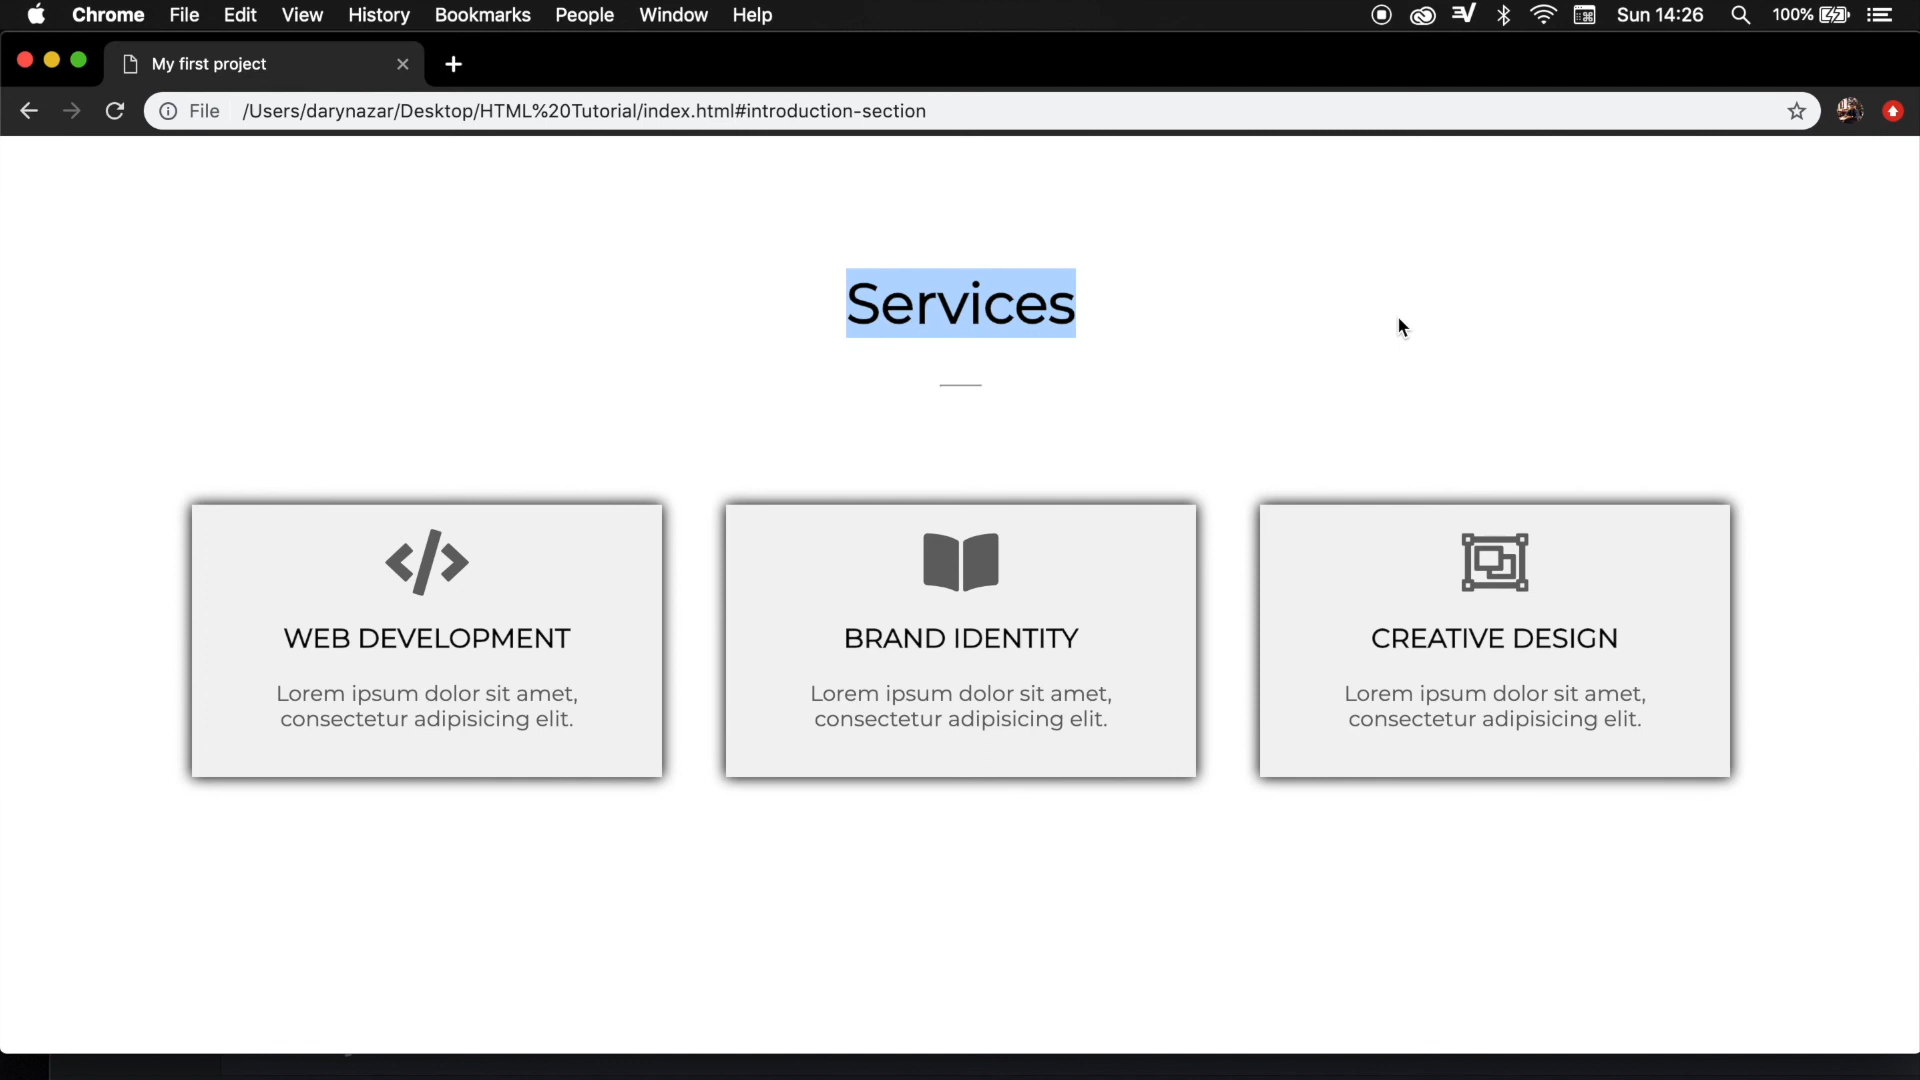 Chrome File Edit View History Bookmarks People Window Help Sun 14:26 100%
My first project
File /Users/darynazar/Desktop/HTML%20Tutorial/index.html#introduction-section
Services
WEB DEVELOPMENT
Lorem ipsum dolor sit amet,
consectetur adipisicing elit.
BRAND IDENTITY
Lorem ipsum dolor sit amet,
consectetur adipisicing elit.
CREATIVE DESIGN
Lorem ipsum dolor sit amet,
consectetur adipisicing elit.